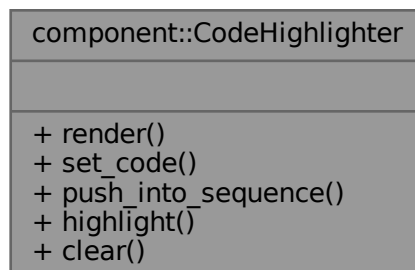 component::CodeHighlighter
+ render()
+ set_code()
+ push_into_sequence()
+ highlight()
+ clear()